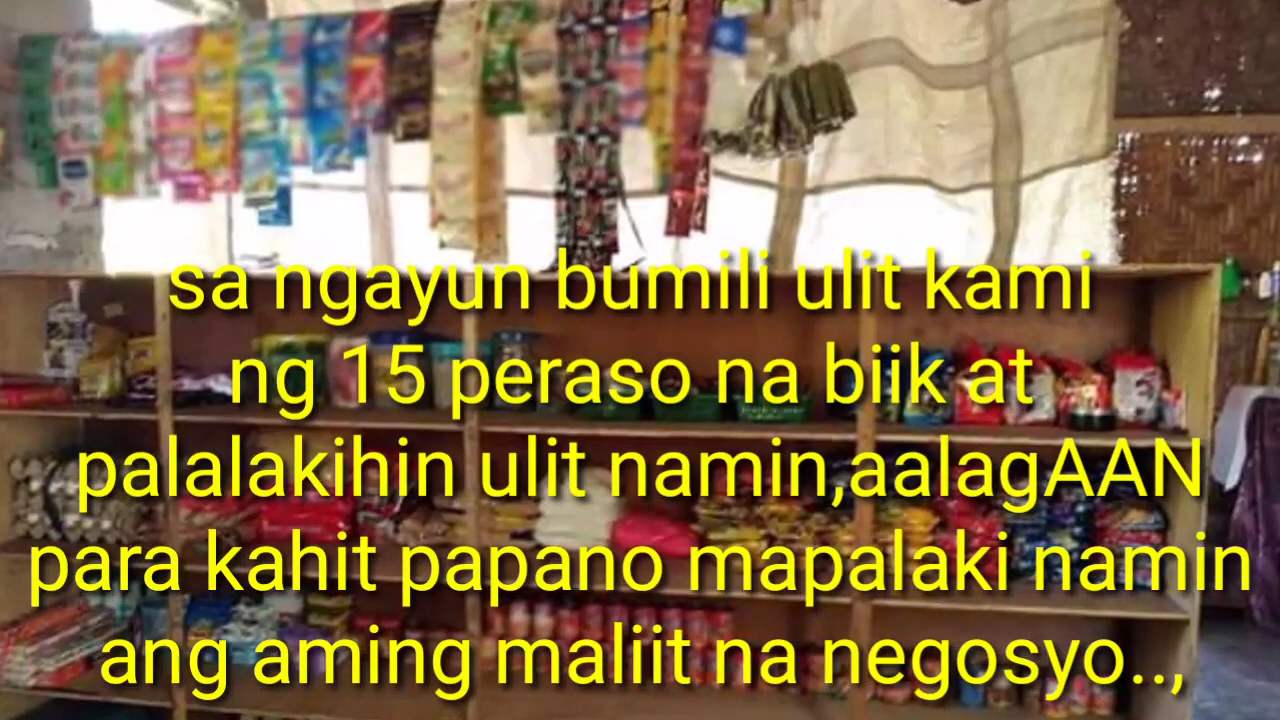 sa ngayun bumili ulit kami
ng 15 peraso na biik at
palalakihin ulit namin,aalagAAN
para kahit papano mapalaki namin
ang aming maliit na negosyo..,